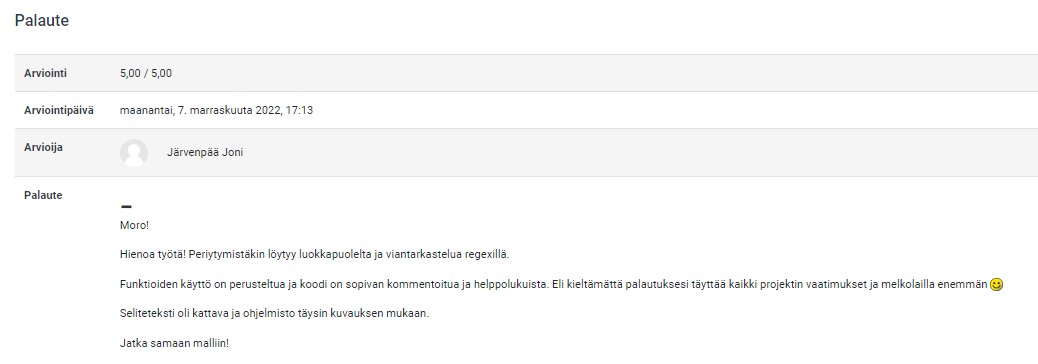 Palaute
Arviointi 5,00 / 5,00
Arviointipäivä maanantai, 7. marraskuuta 2022, 17:13
Arvioija Järvenpää Joni
Palaute
Moro!
Hienoa työtä! Periytymistäkin löytyy luokkapuolelta ja viantarkastelua regexillä.
Funktioiden käyttö on perusteltua ja koodi on sopivan kommentoitua ja helppolukuista. Eli kieltämättä palautuksesi täyttää kaikki projektin vaatimukset ja melkolailla enemmän
Seliteteksti oli kattava ja ohjelmisto täysin kuvauksen mukaan.
Jatka samaan malliin!